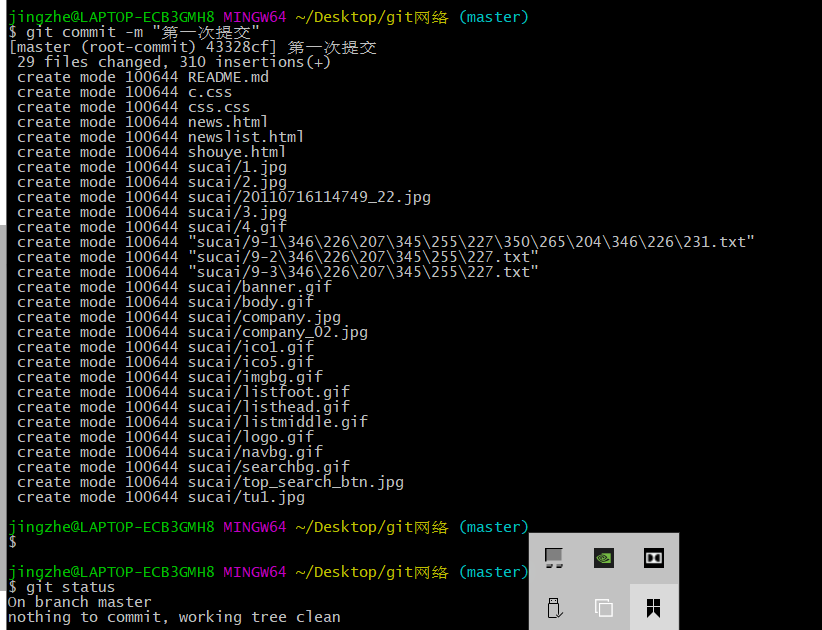 jingzhe@LAPTOP-ECB3GMH8 MINGW64 ~/Desktop/git网络 (master)
$ git commit -m "第一次提交"
[master (root-commit) 43328cf] 第一次提交
 29 files changed, 310 insertions(+)
 create mode 100644 README.md
 create mode 100644 c.css
 create mode 100644 css.css
 create mode 100644 news.html
 create mode 100644 newslist.html
 create mode 100644 shouye.html
 create mode 100644 sucai/1.jpg
 create mode 100644 sucai/2.jpg
 create mode 100644 sucai/20110716114749_22.jpg
 create mode 100644 sucai/3.jpg
 create mode 100644 sucai/4.gif
 create mode 100644 "sucai/9-1\346\226\207\345\255\227\350\265\204\346\226\231.txt"
 create mode 100644 "sucai/9-2\346\226\207\345\255\227.txt"
 create mode 100644 "sucai/9-3\346\226\207\345\255\227.txt"
 create mode 100644 sucai/banner.gif
 create mode 100644 sucai/body.gif
 create mode 100644 sucai/company.jpg
 create mode 100644 sucai/company_02.jpg
 create mode 100644 sucai/ico1.gif
 create mode 100644 sucai/ico5.gif
 create mode 100644 sucai/imgbg.gif
 create mode 100644 sucai/listfoot.gif
 create mode 100644 sucai/listhead.gif
 create mode 100644 sucai/listmiddle.gif
 create mode 100644 sucai/logo.gif
 create mode 100644 sucai/navbg.gif
 create mode 100644 sucai/searchbg.gif
 create mode 100644 sucai/top_search_btn.jpg
 create mode 100644 sucai/tu1.jpg
jingzhe@LAPTOP-ECB3GMH8 MINGW64 ~/Desktop/git网络 (master)
$
jingzhe@LAPTOP-ECB3GMH8 MINGW64 ~/Desktop/git网络 (master)
$ git status
On branch master
nothing to commit, working tree clean